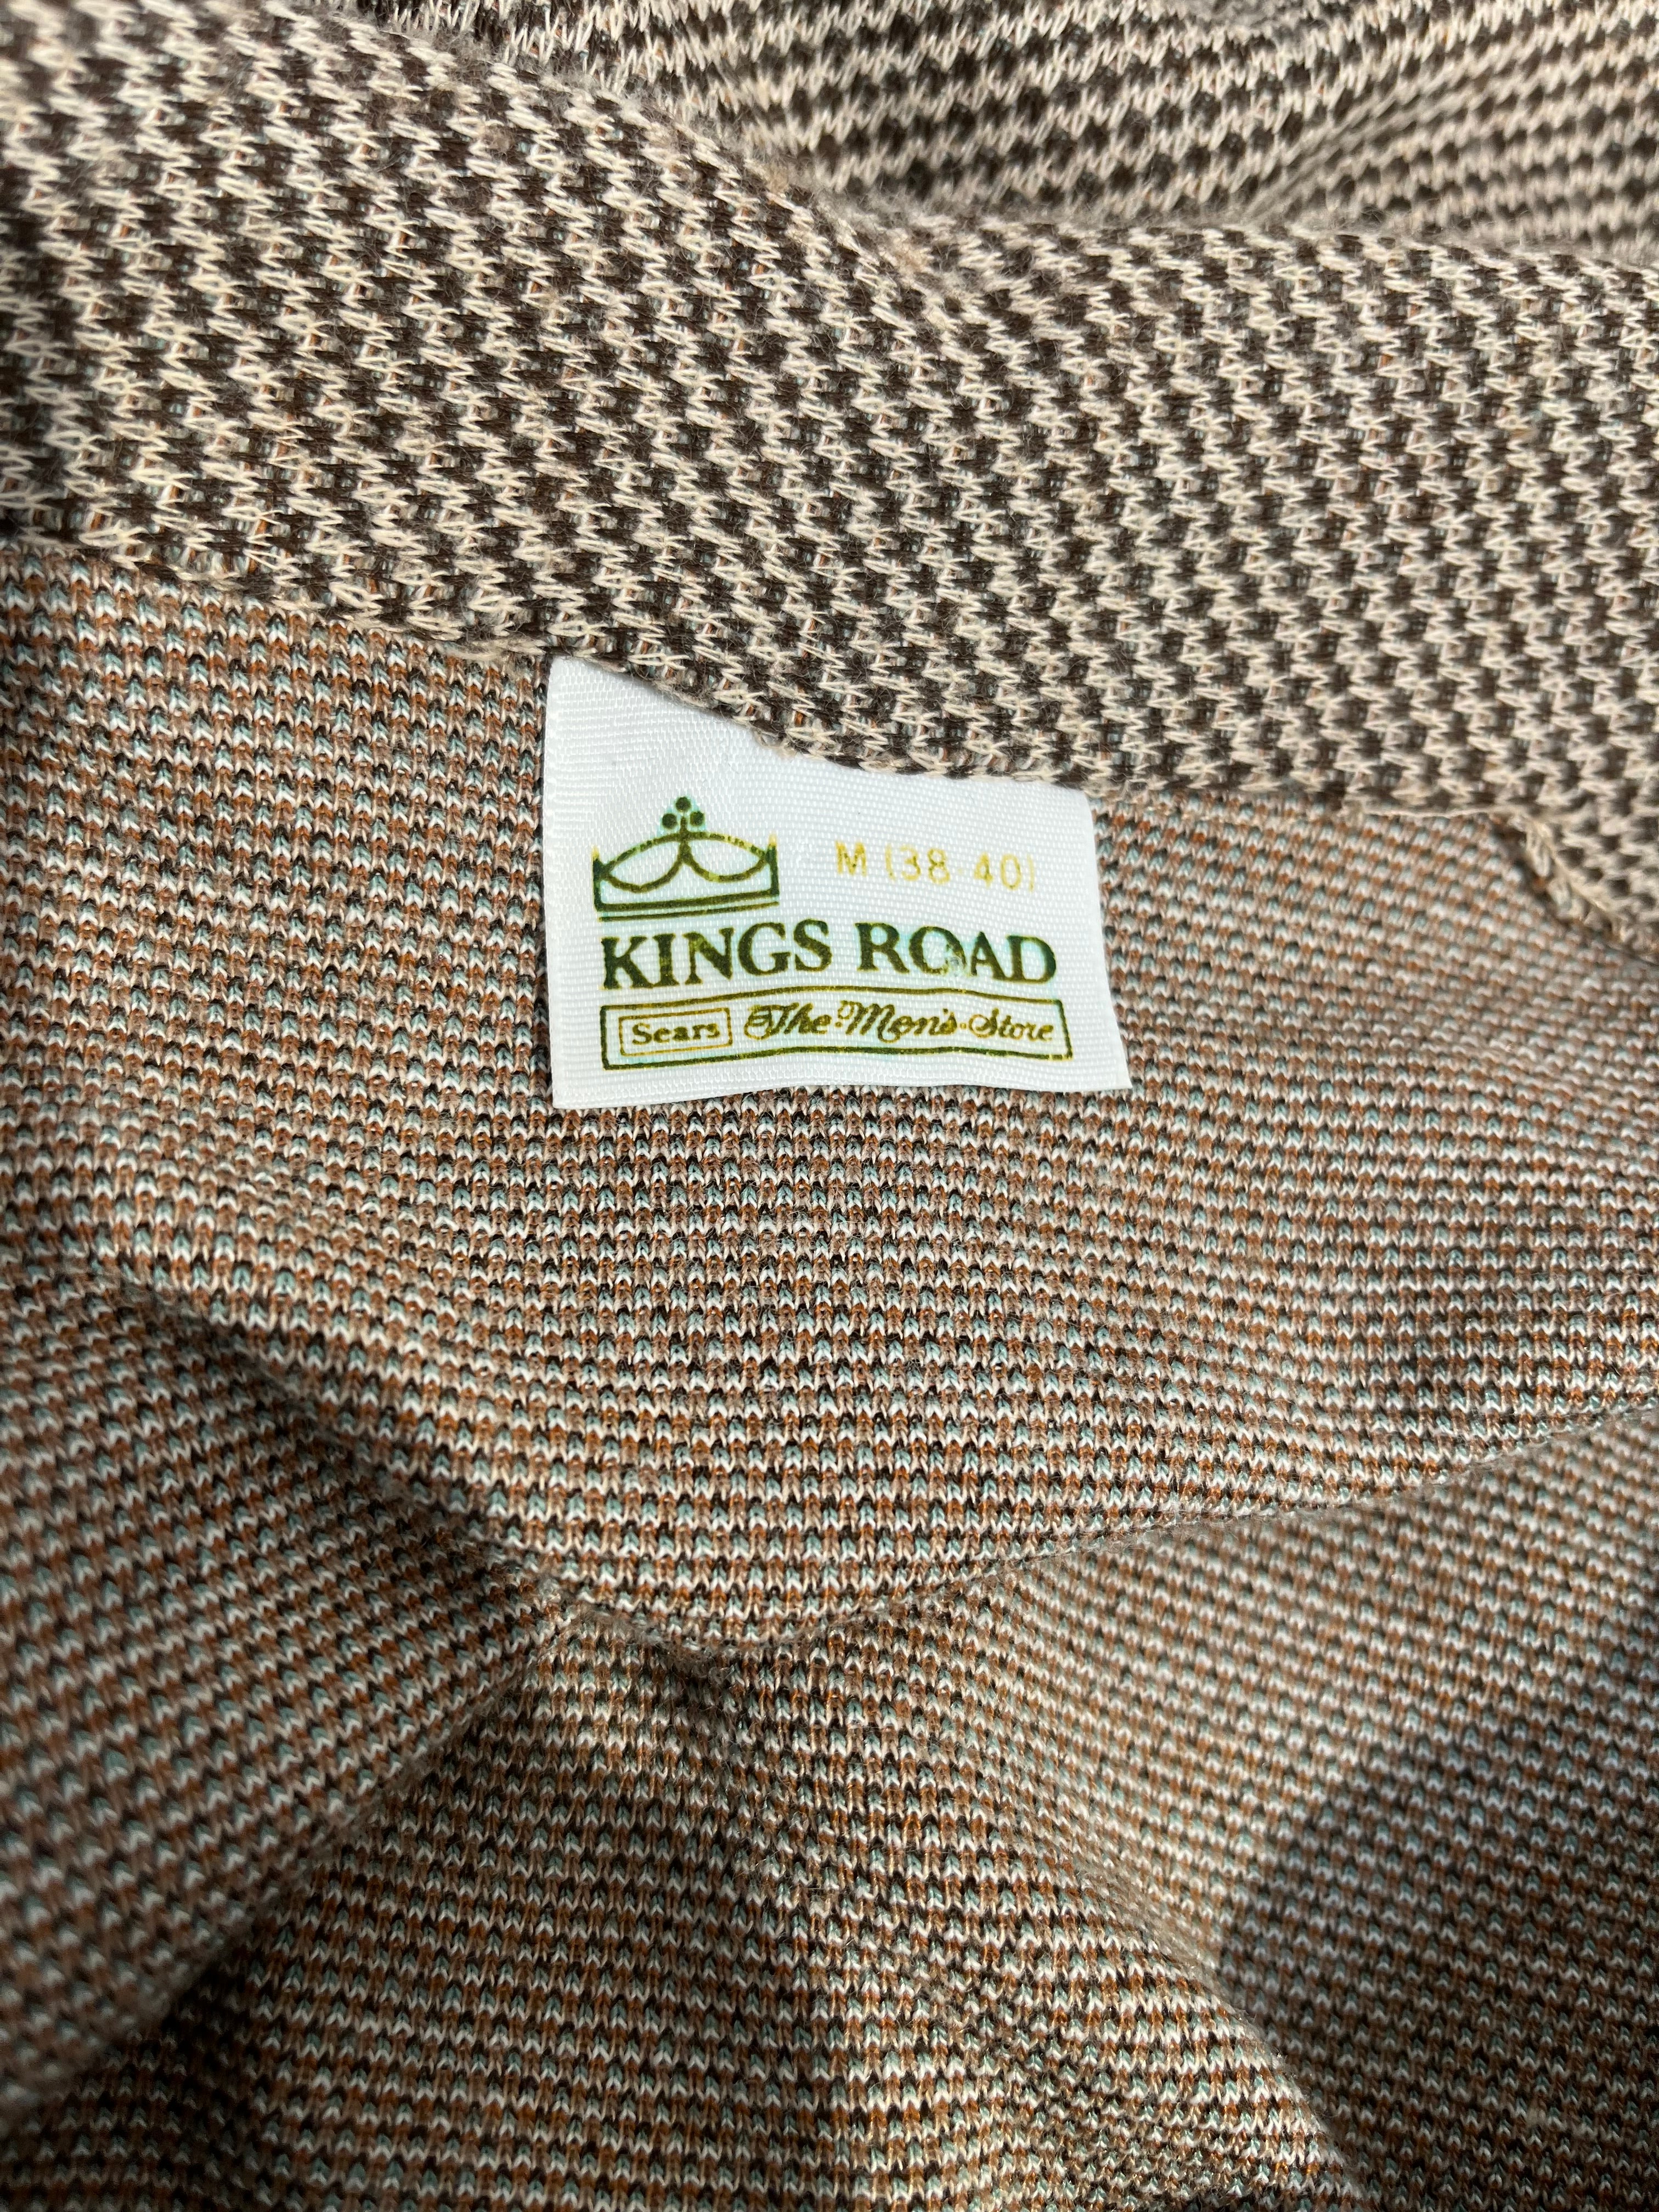 M (38-40)
KINGS ROAD
Sears The Men's Store